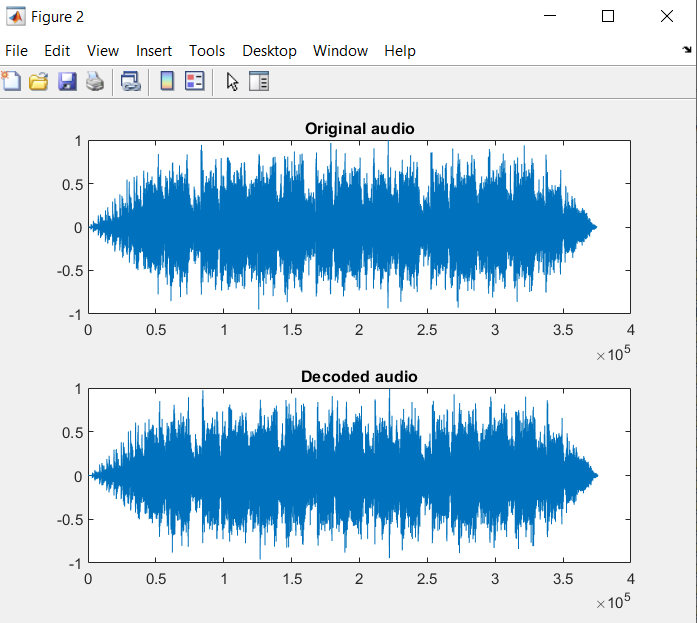 Figure 2
File Edit View Insert Tools Desktop Window Help
Original audio
1
0.5
0
-0.5
-1
0 0.5 1 1.5 2 2.5 3 3.5 4
×10^5
Decoded audio
1
0.5
0
-0.5
-1
0 0.5 1 1.5 2 2.5 3 3.5 4
×10^5